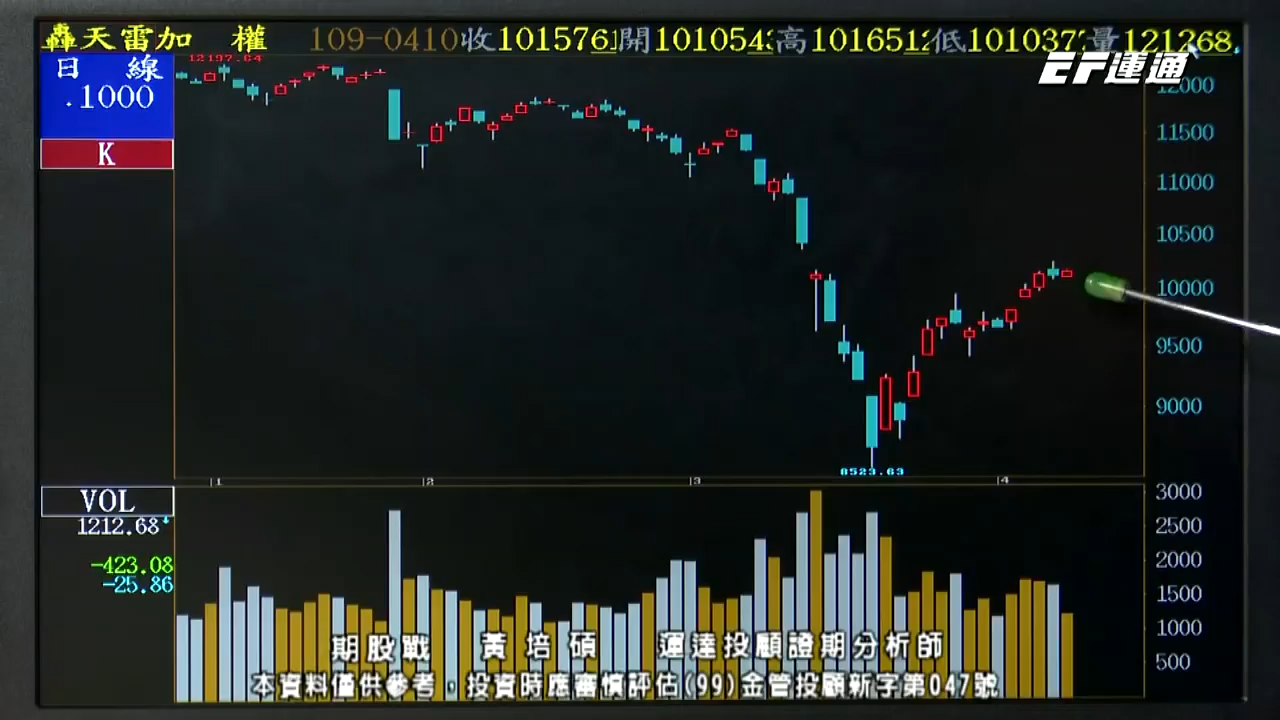 轟天雷加 權 109-0410收101576開101054高101651低101037量121268
EF運通
日 線
.1000
K
12197.64
12000
11500
11000
10500
10000
9500
9000
8523.63
1 2 3 4
VOL
1212.68
-423.08
-25.86
3000
2500
2000
1500
1000
500
期股戰 黃培碩 運達投顧證期分析師
本資料僅供參考，投資時應審慎評估(99)金管投顧新字第047號